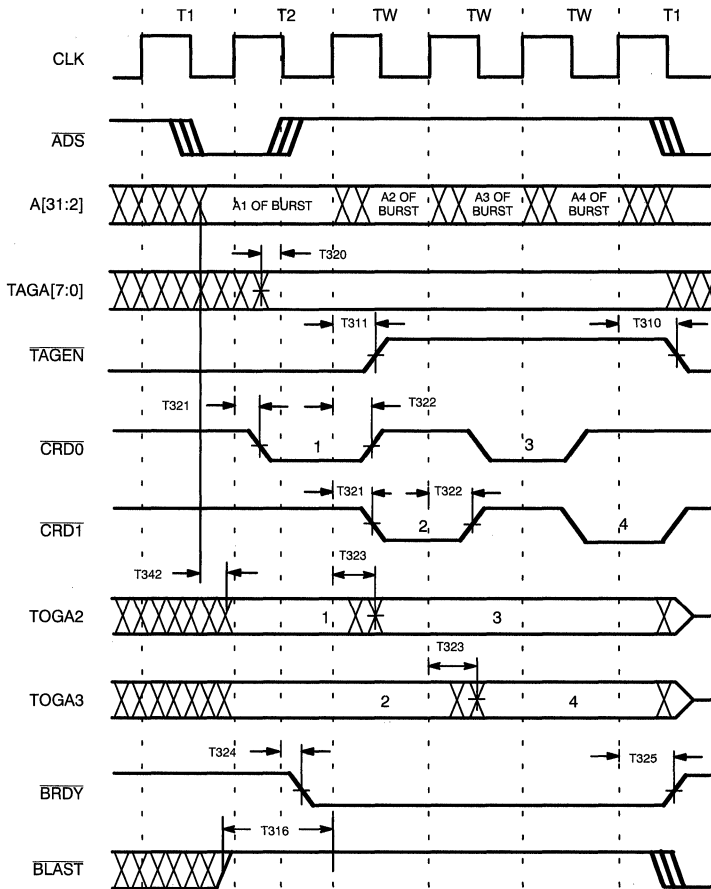 T1 T2 TW TW TW T1
CLK
ADS
A[31:2] A1 OF BURST A2 OF BURST A3 OF BURST A4 OF BURST
T320
TAGA[7:0]
T311 T310
TAGEN
T321 T322
CRD0 1 3
T321 T322
CRD1 2 4
T342 T323
TOGA2 1 3
T323
TOGA3 2 4
T324 T325
BRDY
T316
BLAST